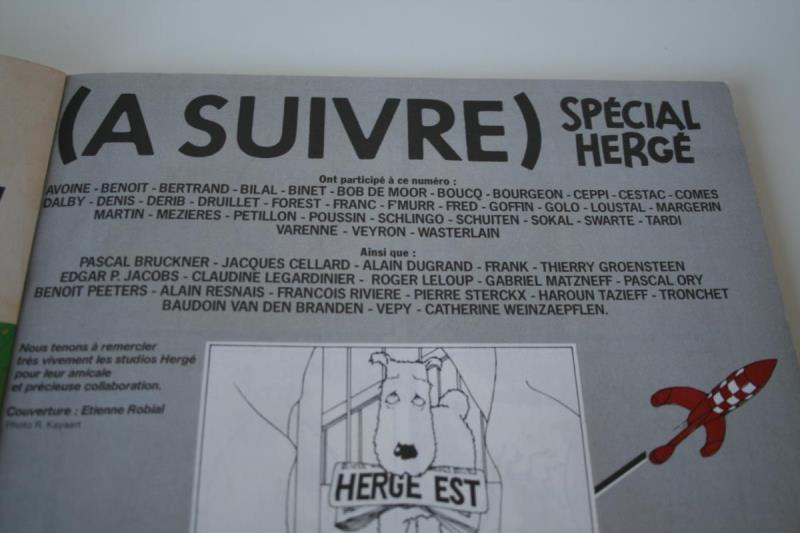 (A SUIVRE) SPÉCIAL HERGÉ
Ont participé à ce numéro :
AVOINE - BENOIT - BERTRAND - BILAL - BINET - BOB DE MOOR - BOUCQ - BOURGEON - CEPPI - CESTAC - COMES
DALBY - DENIS - DERIB - DRUILLET - FOREST - FRANC - F'MURR - FRED - GOFFIN - GOLO - LOUSTAL - MARGERIN
MARTIN - MEZIERES - PETILLON - POUSSIN - SCHLINGO - SCHUITEN - SOKAL - SWARTE - TARDI
VARENNE - VEYRON - WASTERLAIN
Ainsi que :
PASCAL BRUCKNER - JACQUES CELLARD - ALAIN DUGRAND - FRANK - THIERRY GROENSTEEN
EDGAR P. JACOBS - CLAUDINE LEGARDINIER - ROGER LELOUP - GABRIEL MATZNEFF - PASCAL ORY
BENOIT PEETERS - ALAIN RESNAIS - FRANCOIS RIVIERE - PIERRE STERCKX - HAROUN TAZIEFF - TRONCHET
BAUDOIN VAN DEN BRANDEN - VEPY - CATHERINE WEINZAEPFLEN.
Nous tenons à remercier
très vivement les studios Hergé
pour leur amicale
et précieuse collaboration.
Couverture : Etienne Robial
Photo R. Kayaert
HERGÉ EST